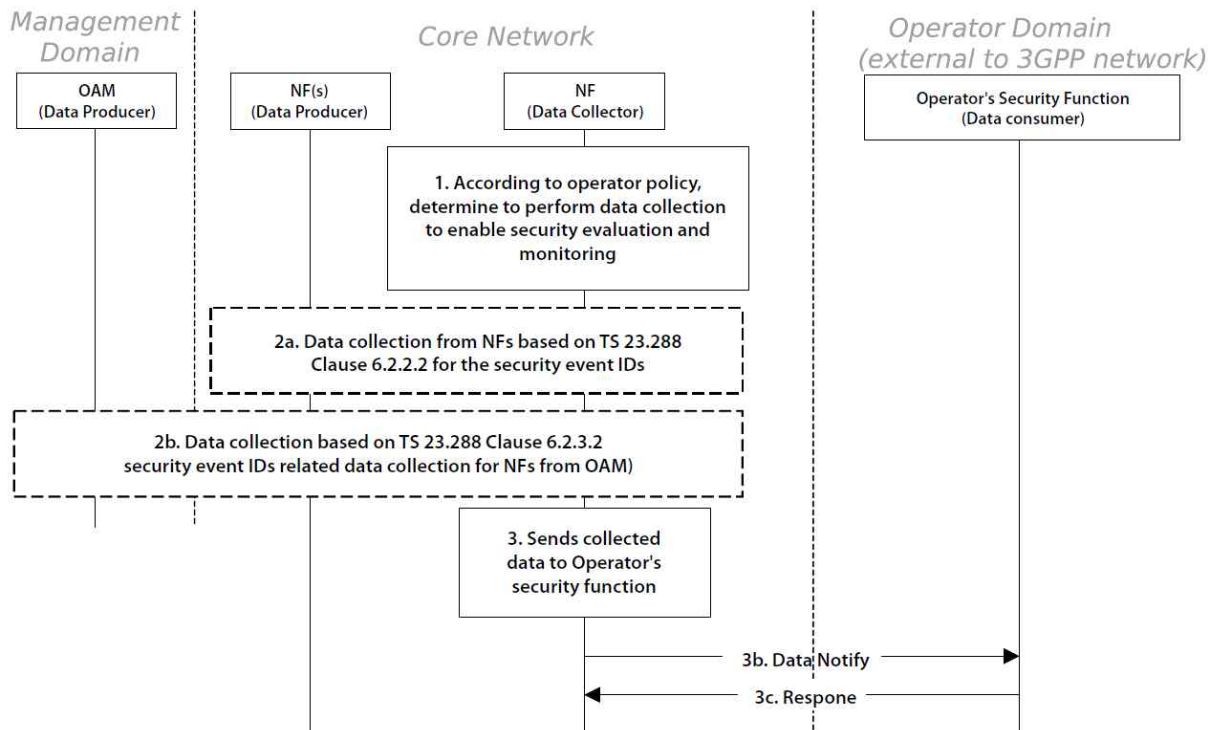 Management
Domain
Core Network
Operator Domain
(external to 3GPP network)
OAM
(Data Producer)
NF(s)
(Data Producer)
NF
(Data Collector)
Operator's Security Function
(Data consumer)
1. According to operator policy,
determine to perform data collection
to enable security evaluation and
monitoring
2a. Data collection from NFs based on TS 23.288
Clause 6.2.2.2 for the security event IDs
2b. Data collection based on TS 23.288 Clause 6.2.3.2
security event IDs related data collection for NFs from OAM)
3. Sends collected
data to Operator's
security function
3b. Data Notify
3c. Respone